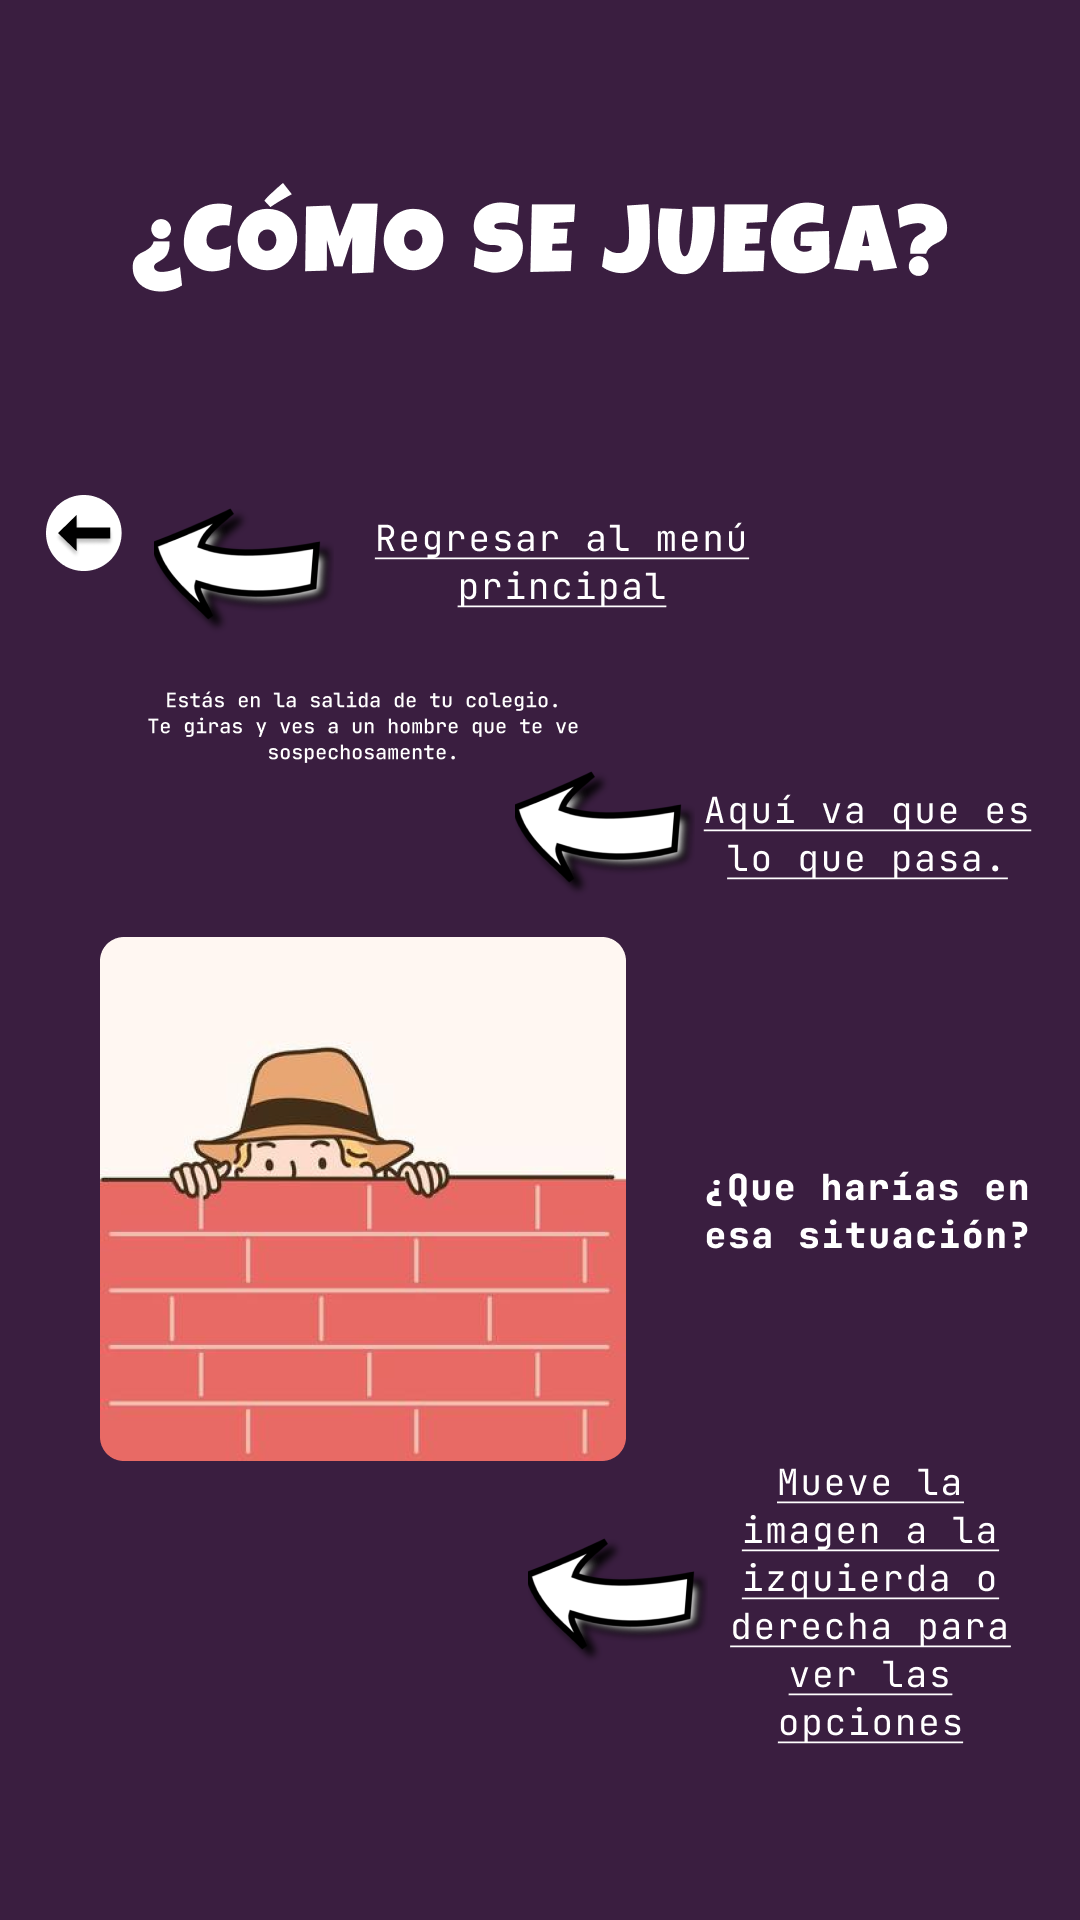 ¿CÓMO SE JUEGA?
Regresar al menú
principal
Estás en la salida de tu colegio.
Te giras y ves a un hombre que te ve
sospechosamente.
Aquí va que es
lo que pasa.
¿Que harías en
esa situación?
Mueve la
imagen a la
izquierda o
derecha para
ver las
opciones